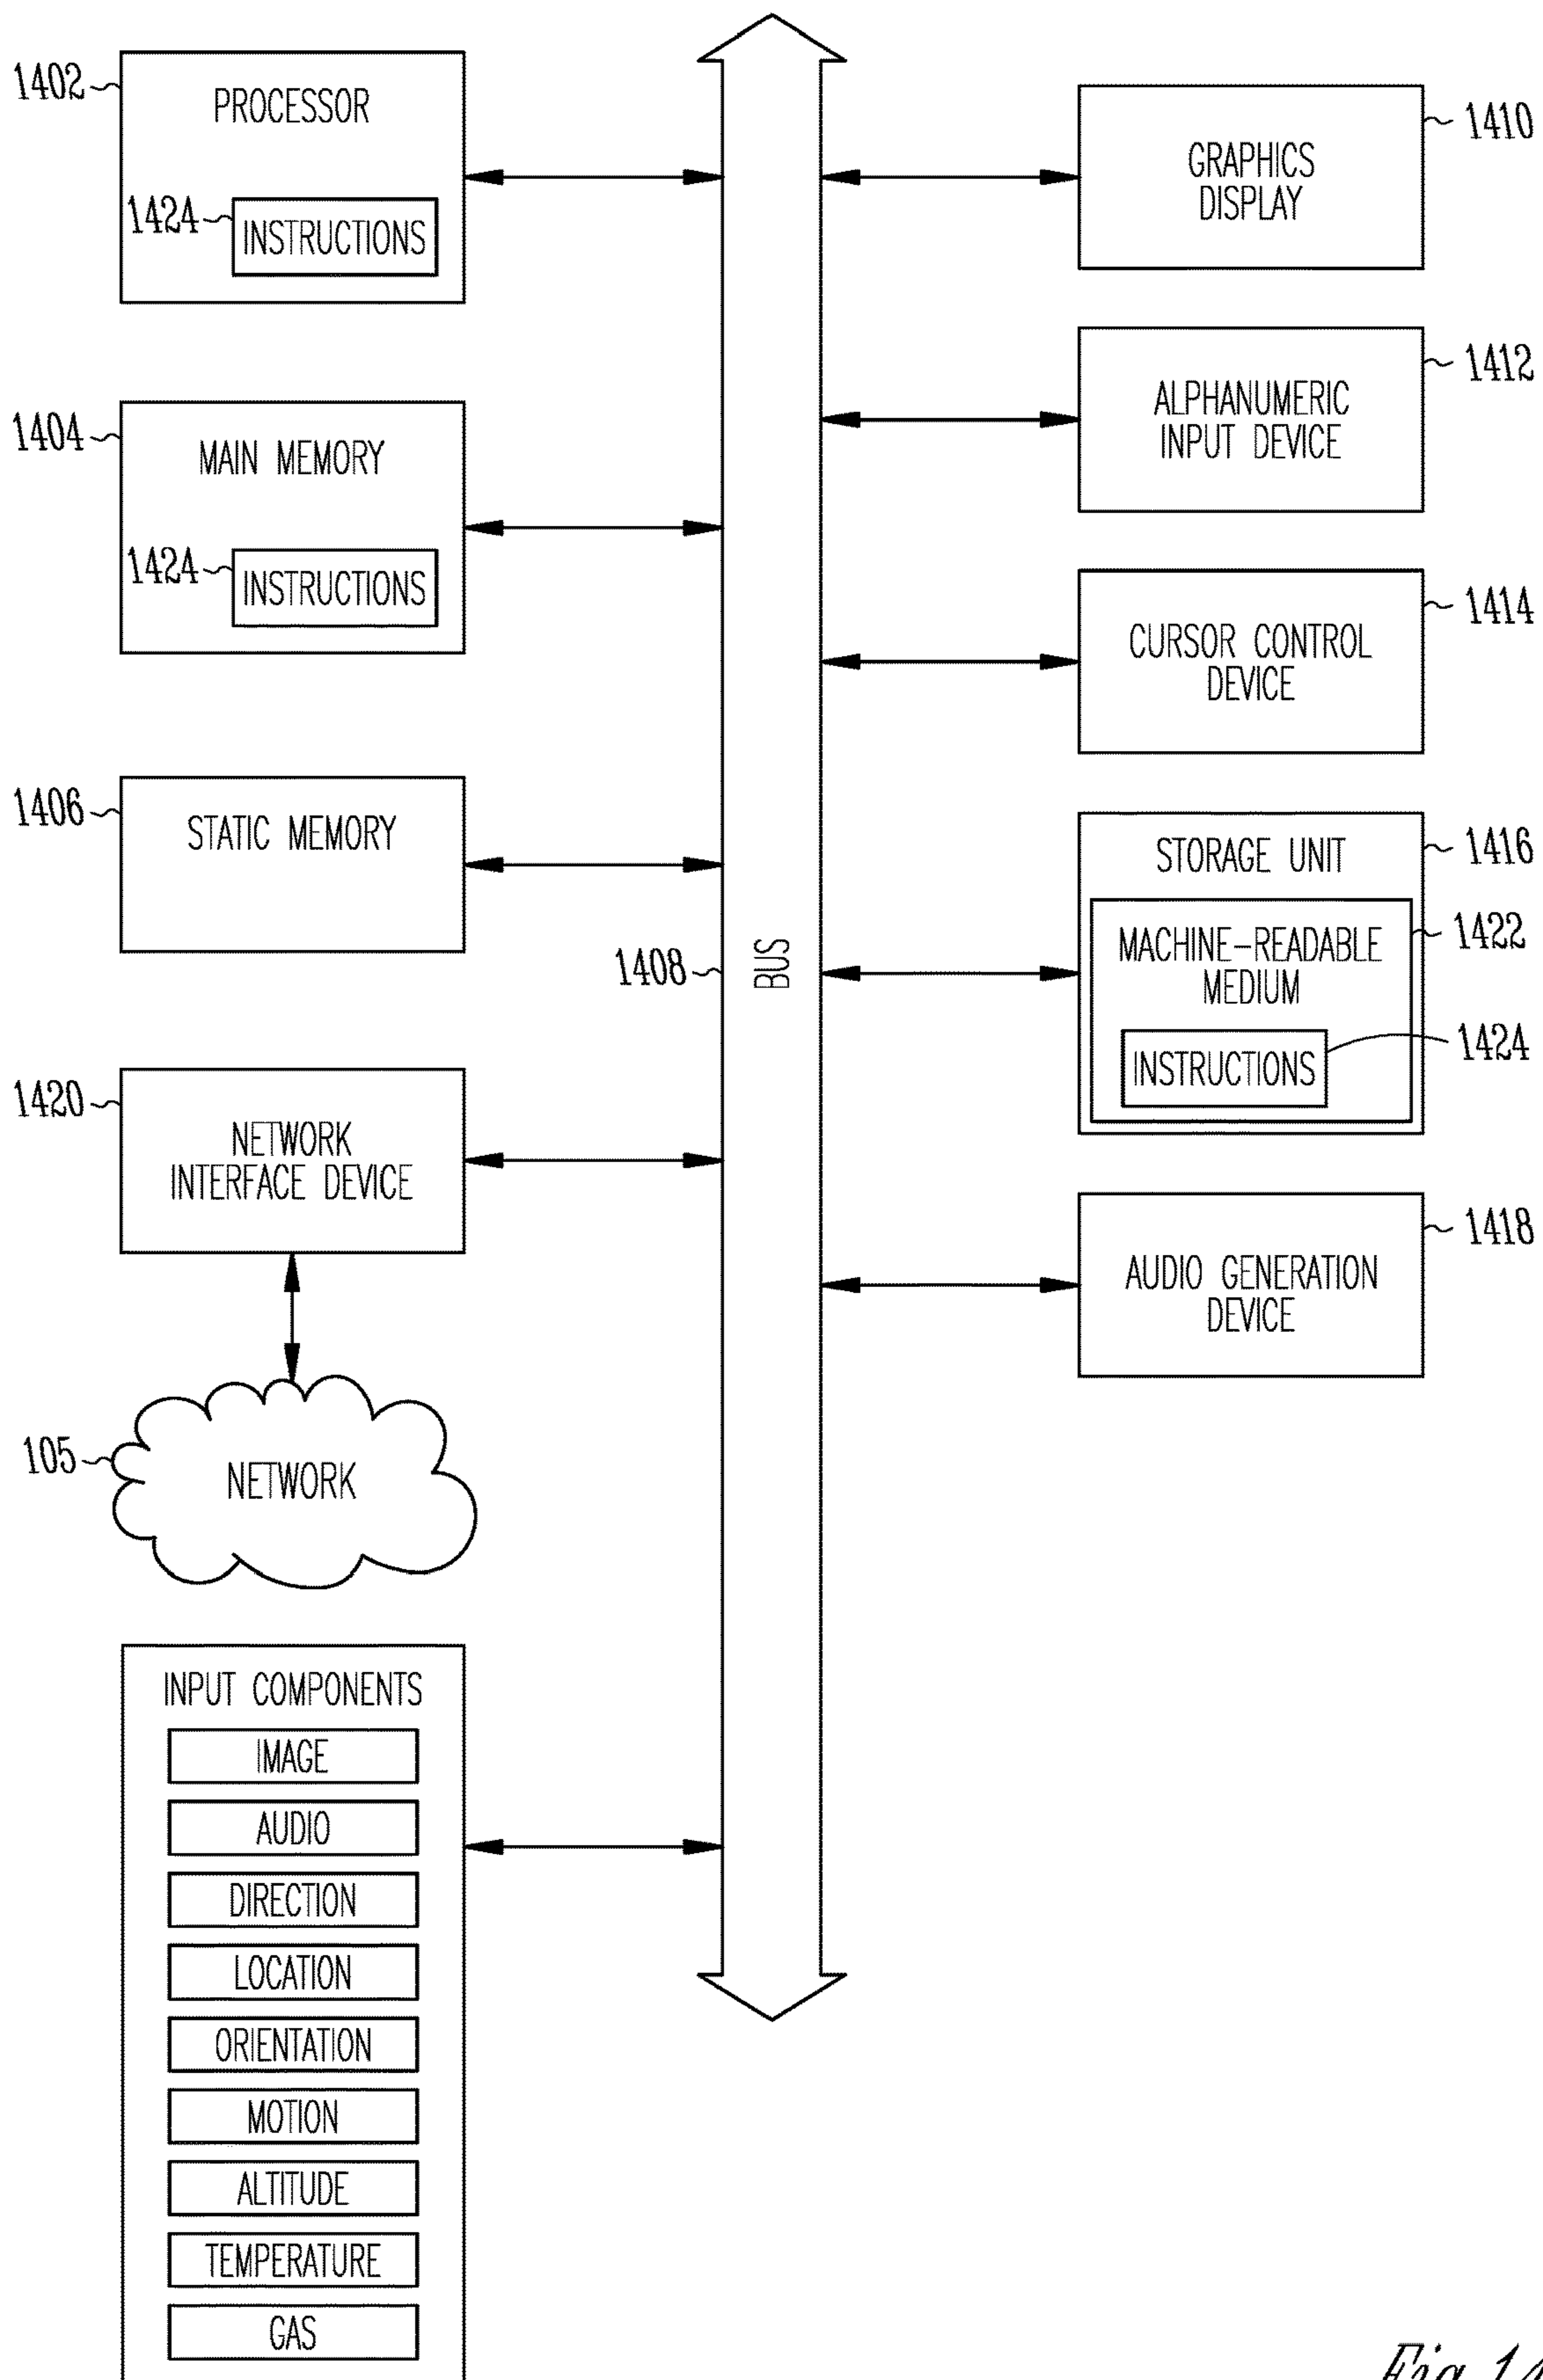 1402
PROCESSOR
1424
INSTRUCTIONS
1404
MAIN MEMORY
1424
INSTRUCTIONS
1406
STATIC MEMORY
1420
NETWORK
INTERFACE DEVICE
105
NETWORK
INPUT COMPONENTS
IMAGE
AUDIO
DIRECTION
LOCATION
ORIENTATION
MOTION
ALTITUDE
TEMPERATURE
GAS
1408
BUS
1410
GRAPHICS
DISPLAY
1412
ALPHANUMERIC
INPUT DEVICE
1414
CURSOR CONTROL
DEVICE
1416
STORAGE UNIT
1422
MACHINE-READABLE
MEDIUM
1424
INSTRUCTIONS
1418
AUDIO GENERATION
DEVICE
Fig.14